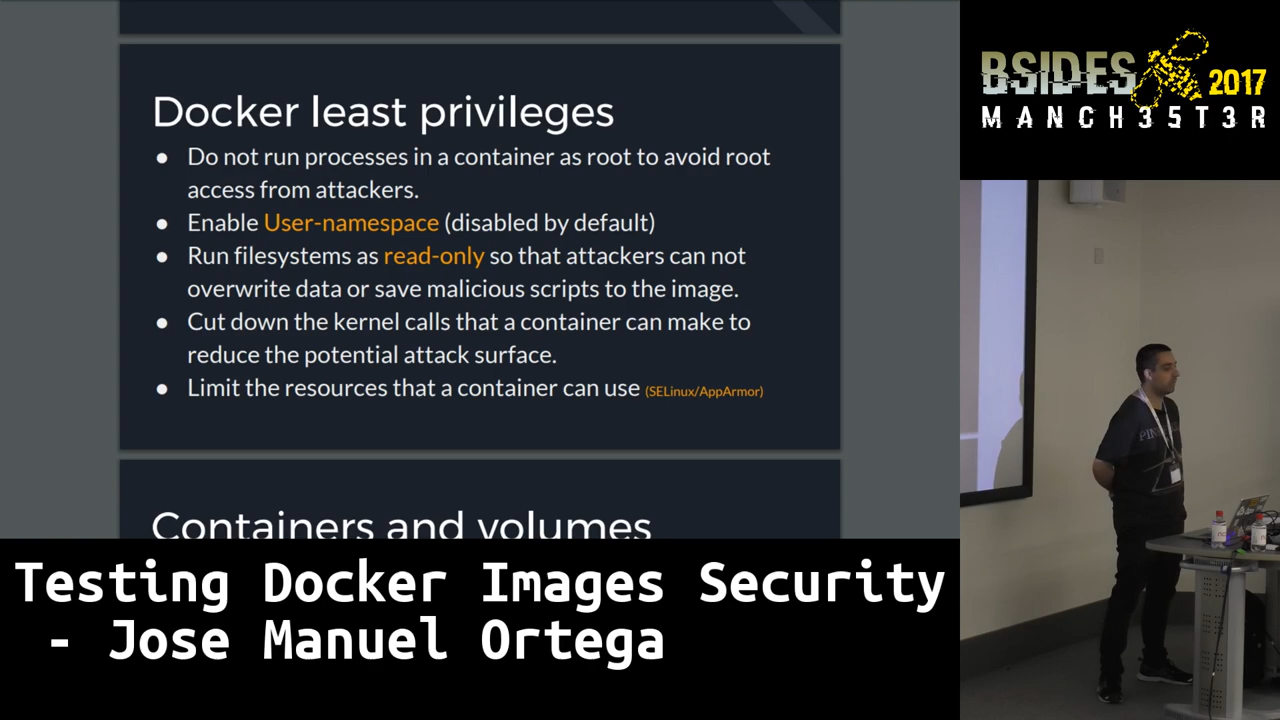 Docker least privileges
● Do not run processes in a container as root to avoid root
access from attackers.
● Enable User-namespace (disabled by default)
● Run filesystems as read-only so that attackers can not
overwrite data or save malicious scripts to the image.
● Cut down the kernel calls that a container can make to
reduce the potential attack surface.
● Limit the resources that a container can use (SELinux/AppArmor)
Containers and volumes
Testing Docker Images Security
- Jose Manuel Ortega
BSIDES 2017
MANCH35T3R